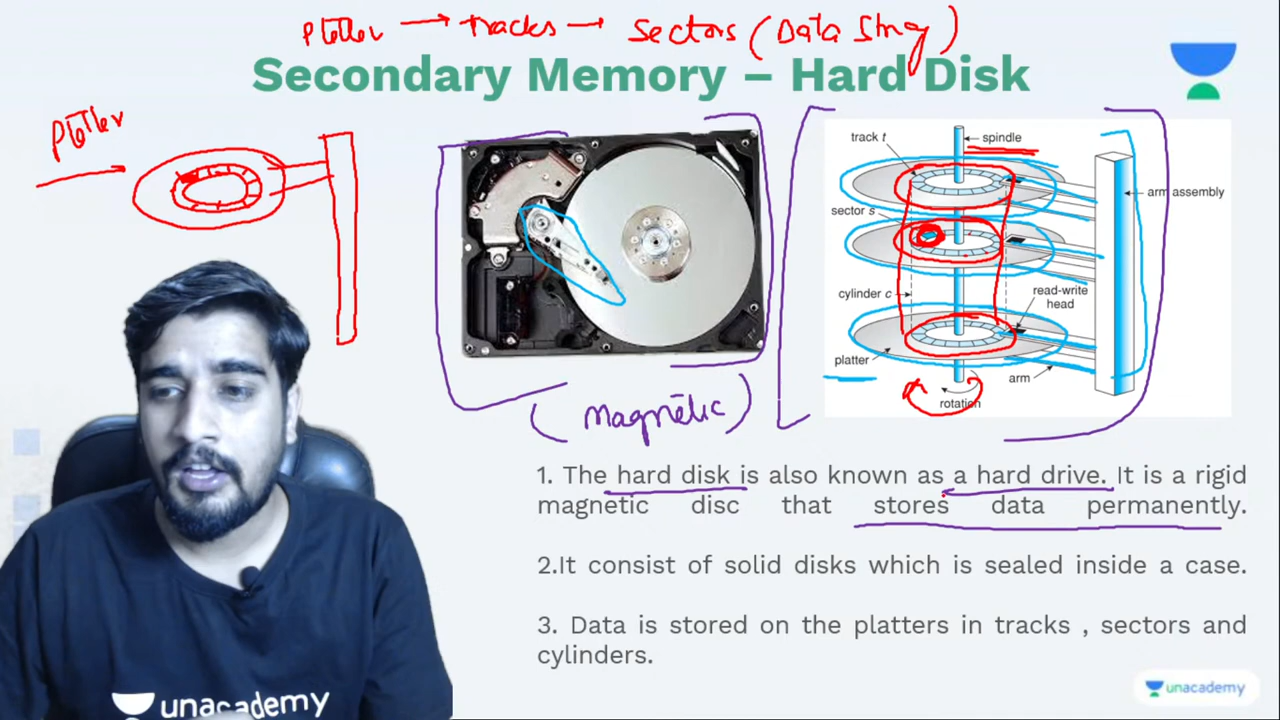 Platter → Tracks → Sectors (Data Storag)
Secondary Memory – Hard Disk
Platter
track t
spindle
arm assembly
sector s
cylinder c
read-write
head
platter
arm
rotation
(Magnetic)
1. The hard disk is also known as a hard drive. It is a rigid
magnetic disc that stores data permanently.
2.It consist of solid disks which is sealed inside a case.
3. Data is stored on the platters in tracks , sectors and
cylinders.
unacademy
unacademy